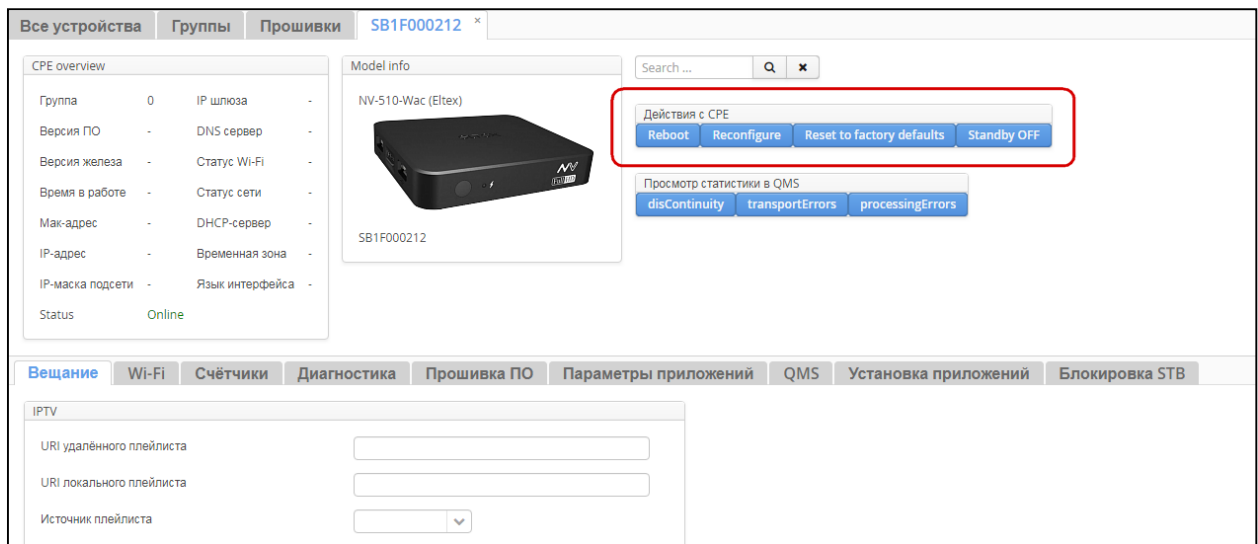 Все устройства Группы Прошивки SB1F000212 ×
CPE overview
Группа 0 IP шлюза -
Версия ПО - DNS сервер -
Версия железа - Статус Wi-Fi -
Время в работе - Статус сети -
Мак-адрес - DHCP-сервер -
IP-адрес - Временная зона -
IP-маска подсети - Язык интерфейса -
Status Online
Model info
NV-510-Wac (Eltex)
NV
SB1F000212
Search ...
Действия с CPE
Reboot Reconfigure Reset to factory defaults Standby OFF
Просмотр статистики в QMS
disContinuity transportErrors processingErrors
Вещание Wi-Fi Счётчики Диагностика Прошивка ПО Параметры приложений QMS Установка приложений Блокировка STB
IPTV
URI удалённого плейлиста
URI локального плейлиста
Источник плейлиста